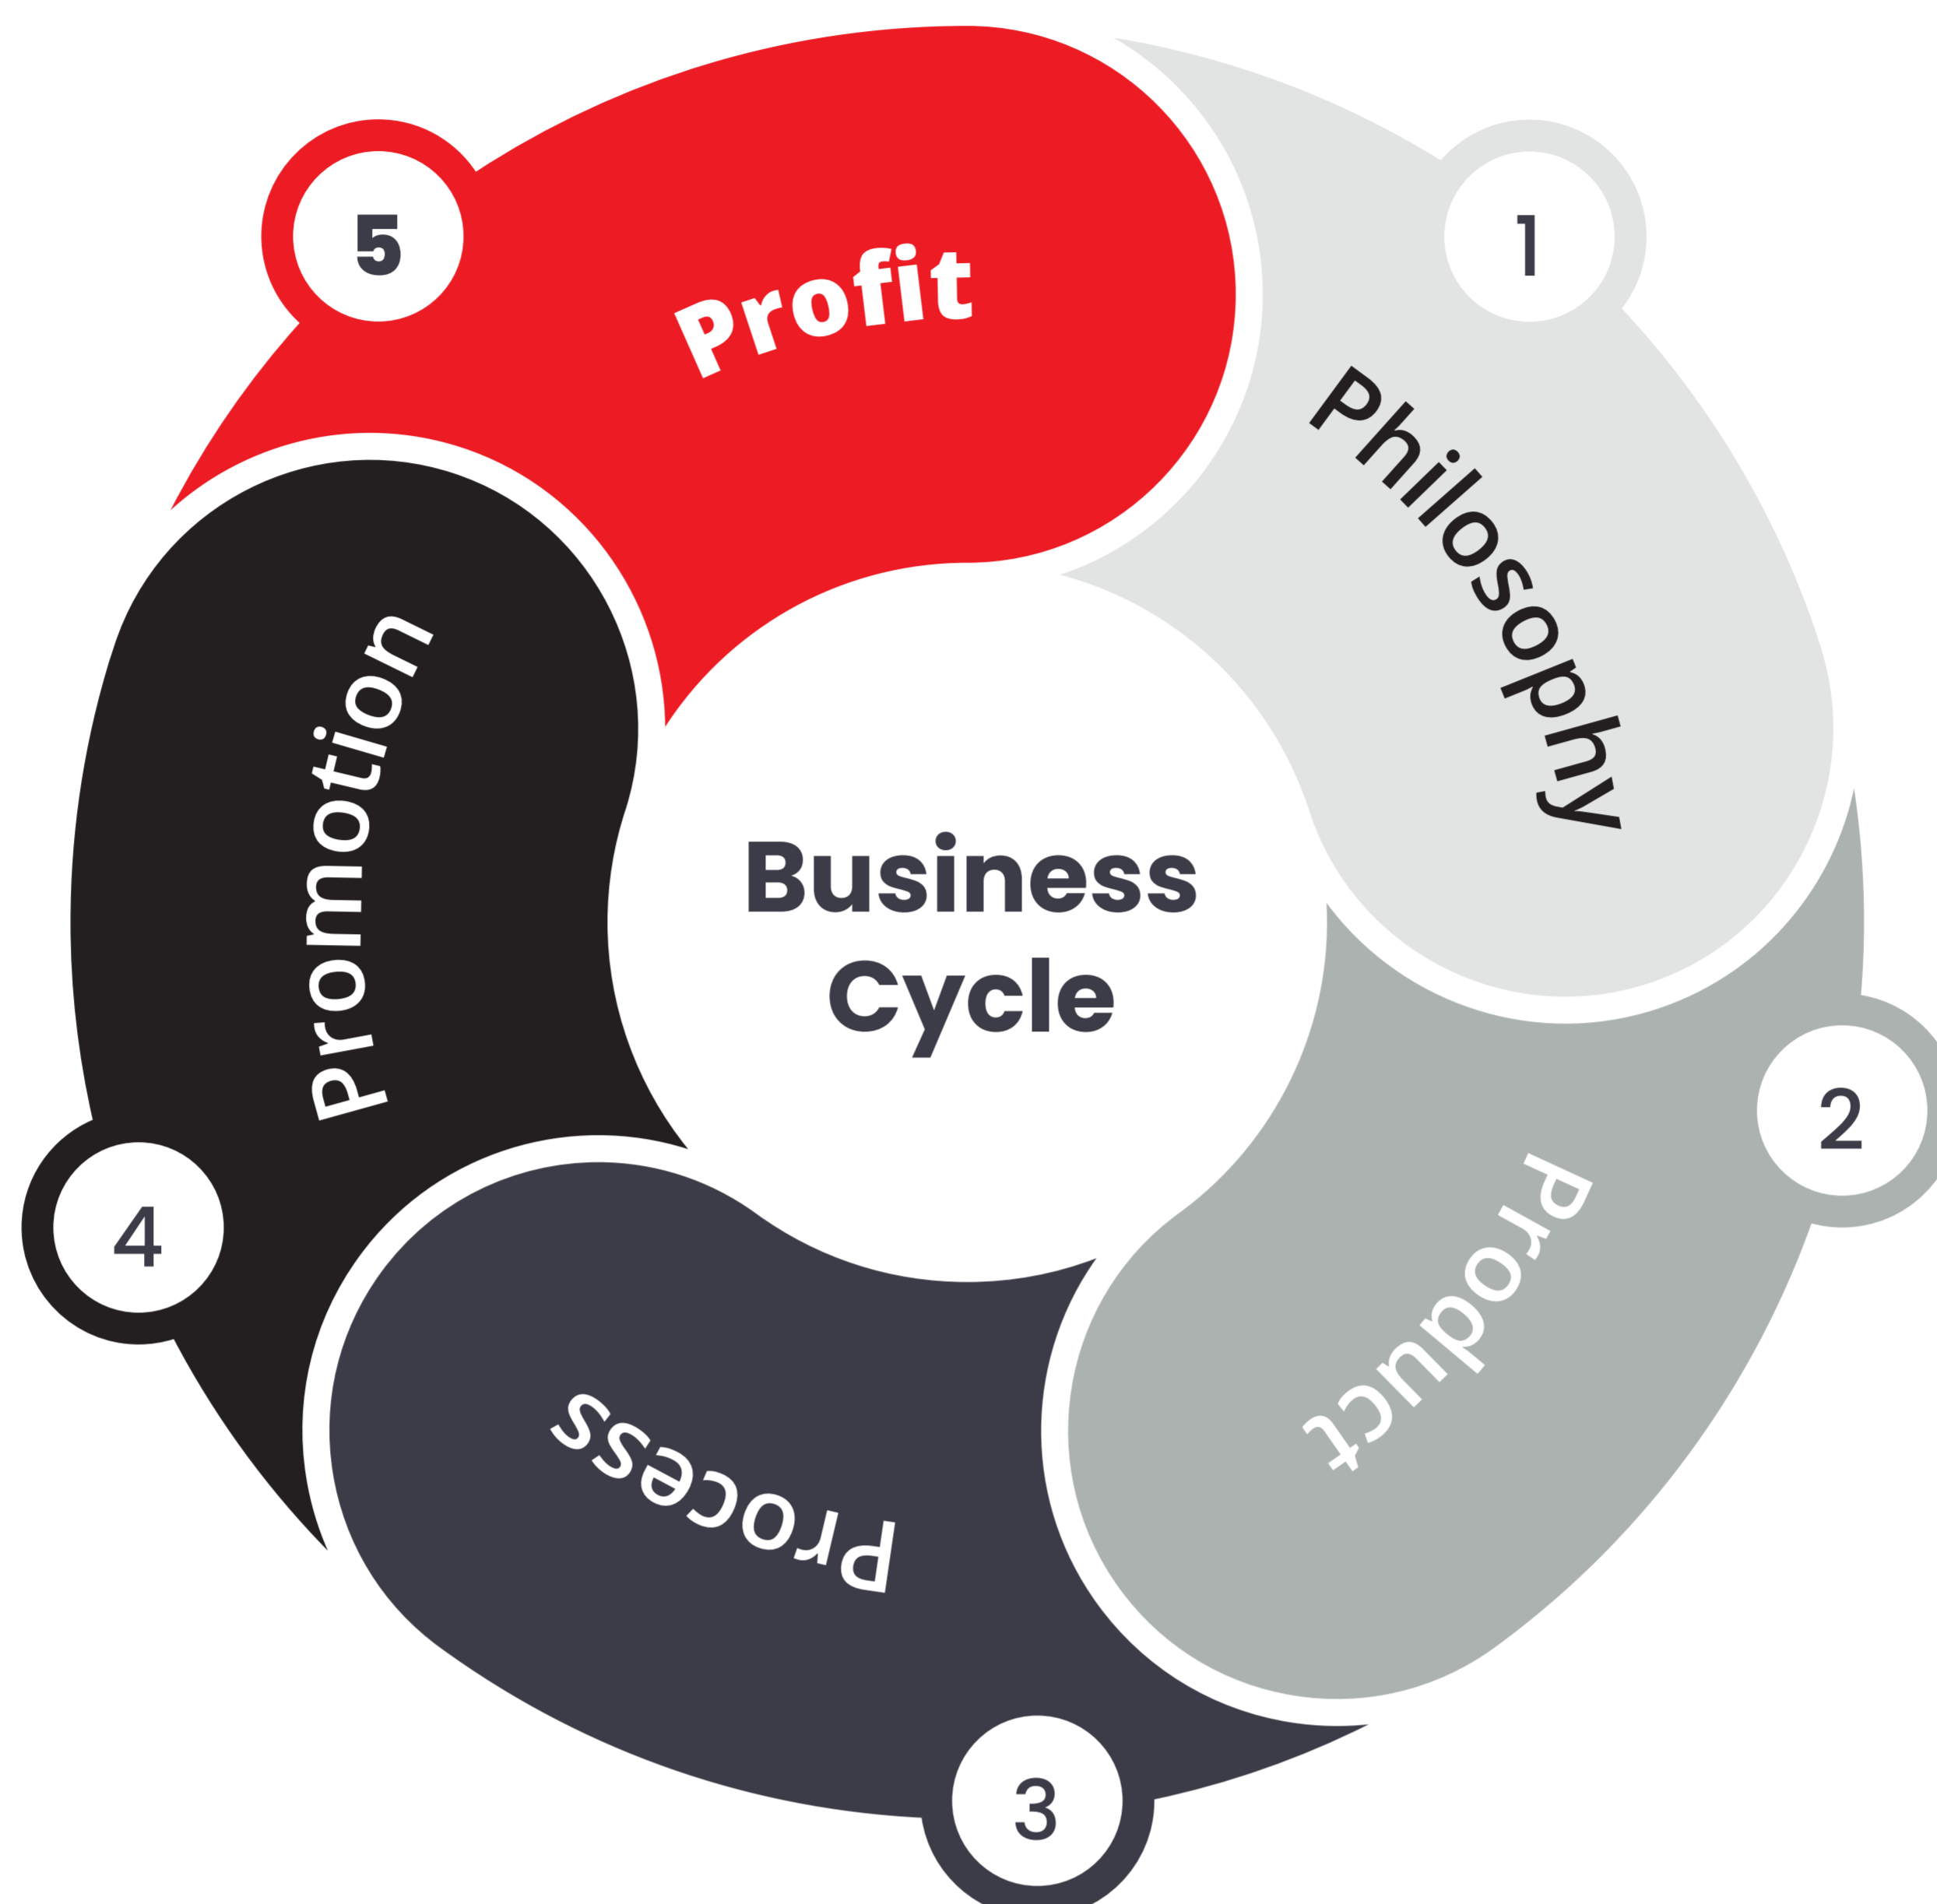 Business
Cycle
1
Philosophy
2
Product
3
Process
4
Promotion
5
Profit